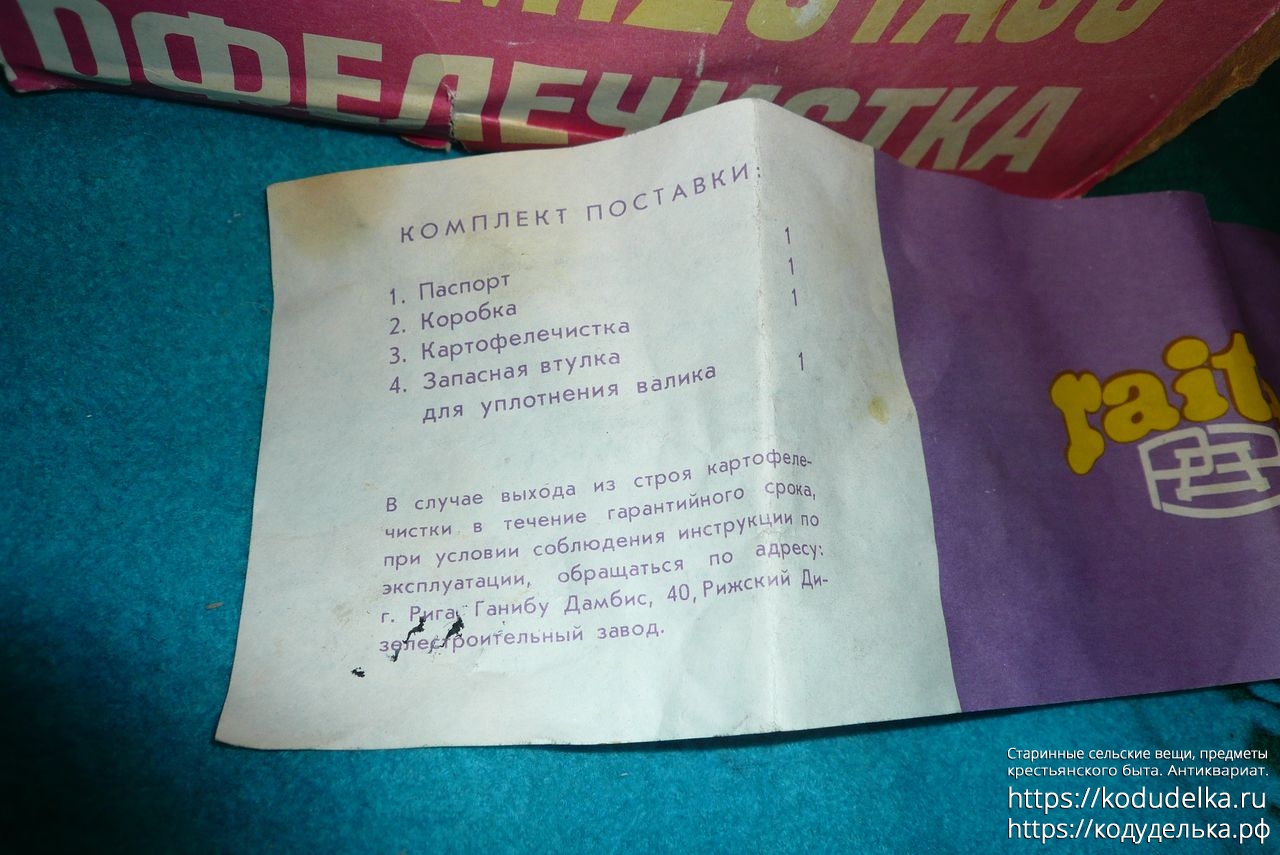 КАРТОФЕЛЕЧИСТКА
КОМПЛЕКТ ПОСТАВКИ:
1. Паспорт 1
2. Коробка 1
3. Картофелечистка 1
4. Запасная втулка
для уплотнения валика 1
В случае выхода из строя картофеле-
чистки в течение гарантийного срока,
при условии соблюдения инструкции по
эксплуатации, обращаться по адресу:
г. Рига, Ганибу Дамбис, 40, Рижский Ди-
зелестроительный завод.
Старинные сельские вещи, предметы
крестьянского быта. Антиквариат.
https://kodudelka.ru
https://кодуделька.рф